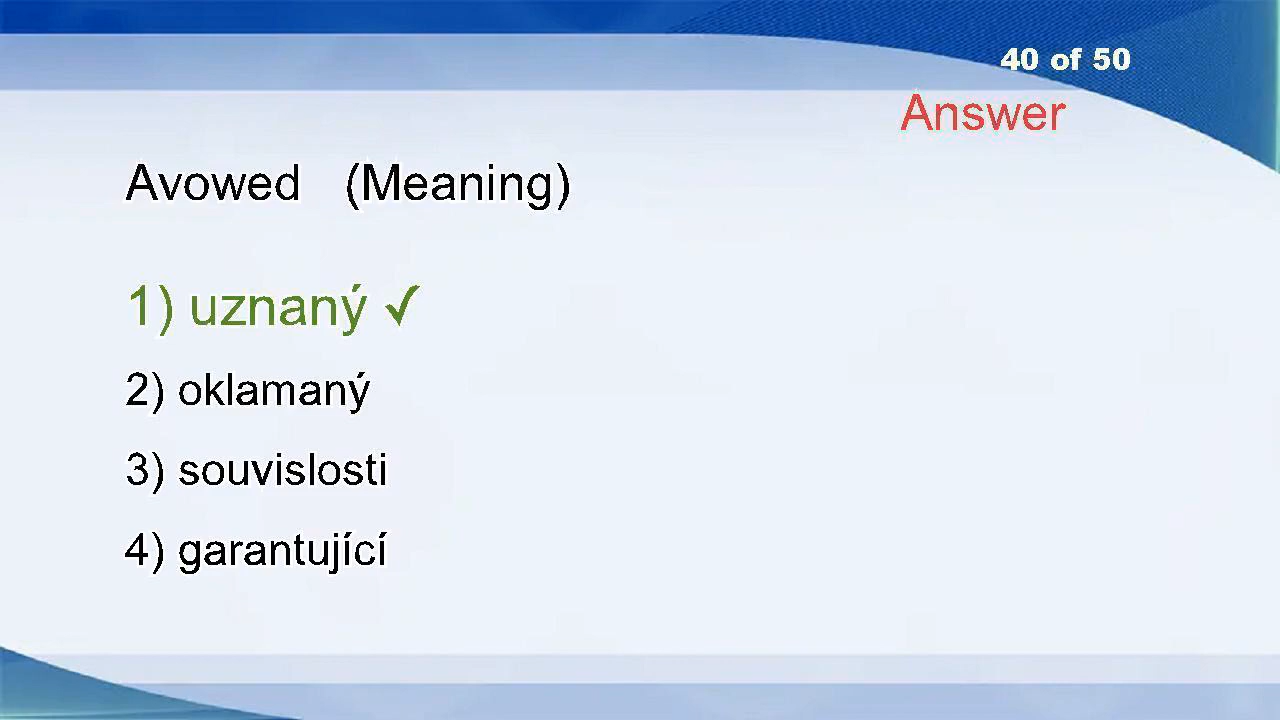 40 of 50
Answer
Avowed (Meaning)
1) uznaný ✓
2) oklamaný
3) souvislosti
4) garantující